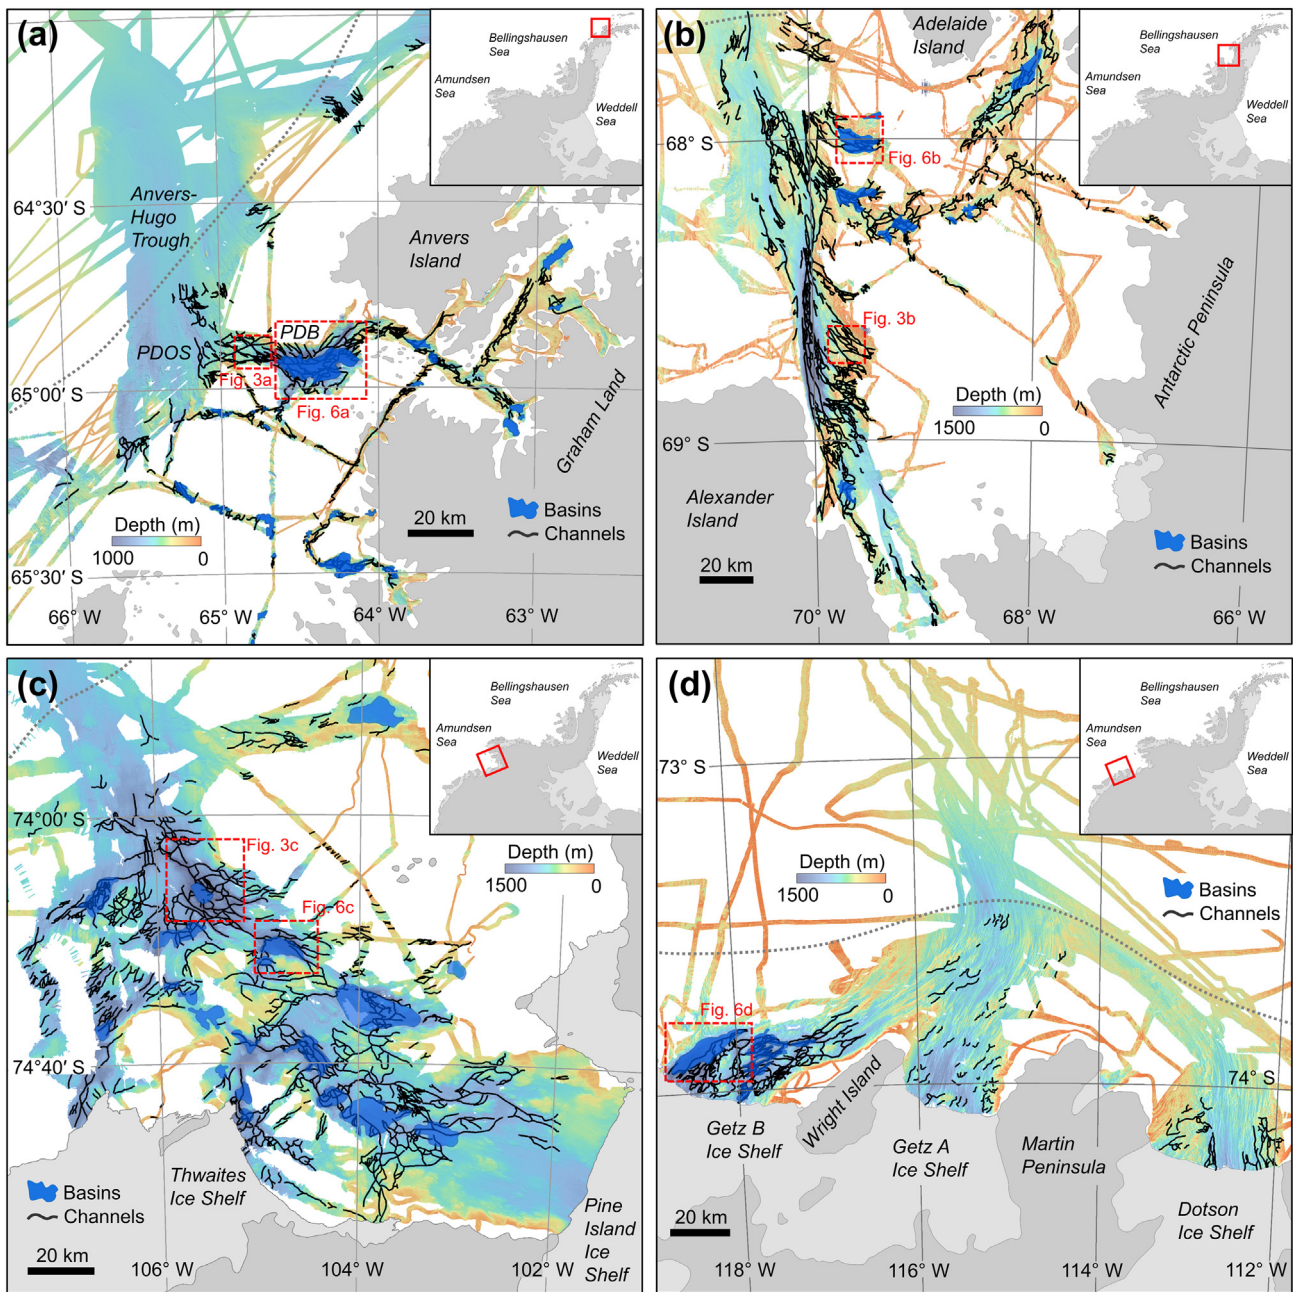 (a)
Bellingshausen
Sea
Amundsen
Sea
Weddell
Sea
Anvers-
Hugo
Trough
64°30′ S
Anvers
Island
PDB
PDOS
Fig. 3a
Fig. 6a
65°00′ S
Graham Land
Depth (m)
1000
0
20 km
Basins
Channels
65°30′ S
66° W
65° W
64° W
63° W
(b)
Adelaide
Island
Bellingshausen
Sea
Amundsen
Sea
Weddell
Sea
68° S
Fig. 6b
Fig. 3b
Antarctic Peninsula
Depth (m)
1500
0
69° S
Alexander
Island
Basins
Channels
20 km
70° W
68° W
66° W
(c)
Bellingshausen
Sea
Amundsen
Sea
Weddell
Sea
74°00′ S
Fig. 3c
Depth (m)
1500
0
Fig. 6c
74°40′ S
Thwaites
Ice Shelf
Pine
Island
Ice
Shelf
Basins
Channels
20 km
106° W
104° W
102° W
(d)
Bellingshausen
Sea
Amundsen
Sea
Weddell
Sea
73° S
Depth (m)
1500
0
Basins
Channels
Fig. 6d
74° S
Getz B
Ice Shelf
Wright Island
Getz A
Ice Shelf
Martin
Peninsula
Dotson
Ice Shelf
20 km
118° W
116° W
114° W
112° W